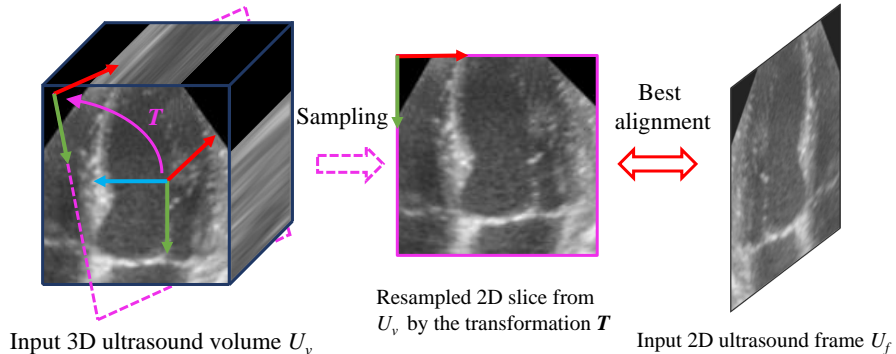 T
Sampling
Best
alignment
Resampled 2D slice from
U_v by the transformation T
Input 3D ultrasound volume U_v
Input 2D ultrasound frame U_f